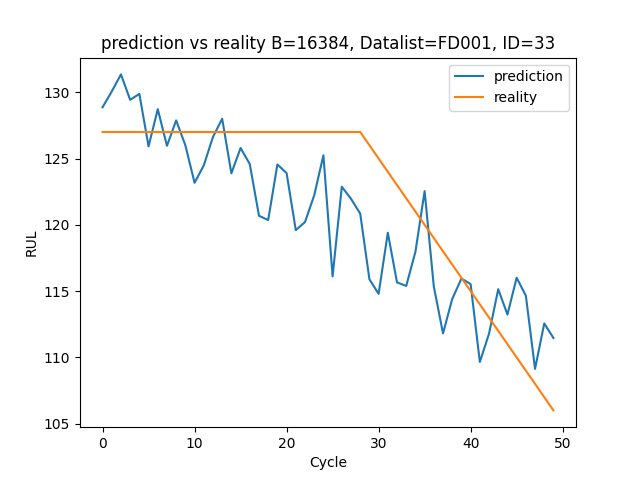 prediction vs reality B=16384, Datalist=FD001, ID=33
prediction
reality
RUL
130
125
120
115
110
105
0 10 20 30 40 50
Cycle